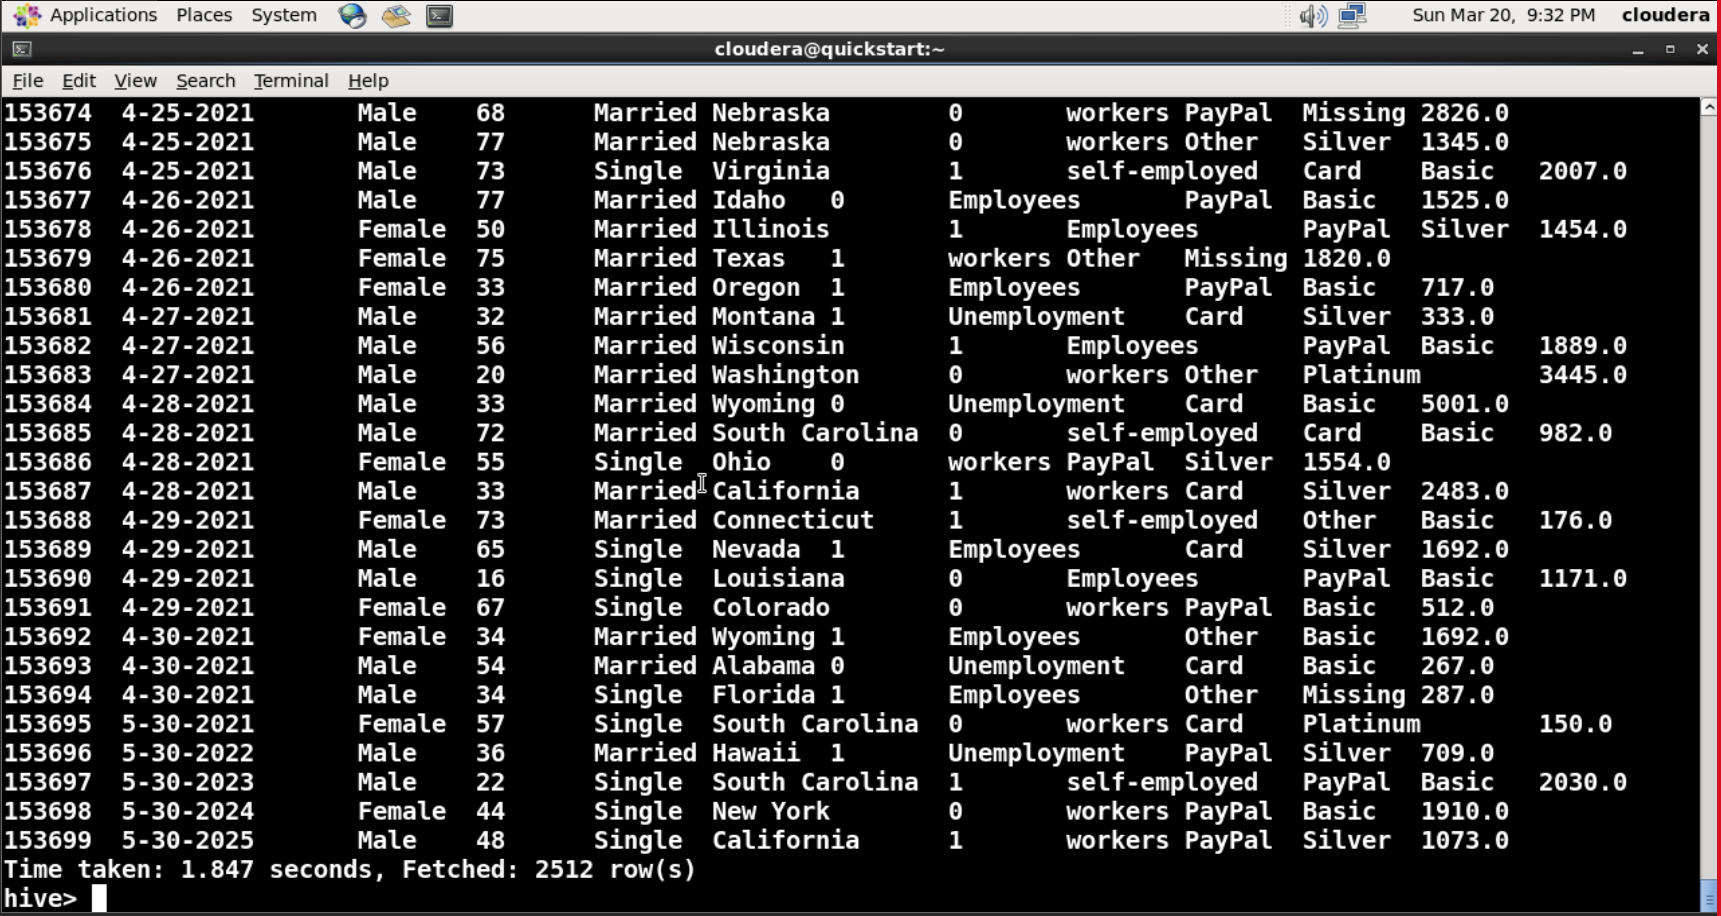 Applications Places System Sun Mar 20, 9:32 PM cloudera
cloudera@quickstart:~
File Edit View Search Terminal Help
153674 4-25-2021 Male 68 Married Nebraska 0 workers PayPal Missing 2826.0
153675 4-25-2021 Male 77 Married Nebraska 0 workers Other Silver 1345.0
153676 4-25-2021 Male 73 Single Virginia 1 self-employed Card Basic 2007.0
153677 4-26-2021 Male 77 Married Idaho 0 Employees PayPal Basic 1525.0
153678 4-26-2021 Female 50 Married Illinois 1 Employees PayPal Silver 1454.0
153679 4-26-2021 Female 75 Married Texas 1 workers Other Missing 1820.0
153680 4-26-2021 Female 33 Married Oregon 1 Employees PayPal Basic 717.0
153681 4-27-2021 Male 32 Married Montana 1 Unemployment Card Silver 333.0
153682 4-27-2021 Male 56 Married Wisconsin 1 Employees PayPal Basic 1889.0
153683 4-27-2021 Male 20 Married Washington 0 workers Other Platinum 3445.0
153684 4-28-2021 Male 33 Married Wyoming 0 Unemployment Card Basic 5001.0
153685 4-28-2021 Male 72 Married South Carolina 0 self-employed Card Basic 982.0
153686 4-28-2021 Female 55 Single Ohio 0 workers PayPal Silver 1554.0
153687 4-28-2021 Male 33 Married California 1 workers Card Silver 2483.0
153688 4-29-2021 Female 73 Married Connecticut 1 self-employed Other Basic 176.0
153689 4-29-2021 Male 65 Single Nevada 1 Employees Card Silver 1692.0
153690 4-29-2021 Male 16 Single Louisiana 0 Employees PayPal Basic 1171.0
153691 4-29-2021 Female 67 Single Colorado 0 workers PayPal Basic 512.0
153692 4-30-2021 Female 34 Married Wyoming 1 Employees Other Basic 1692.0
153693 4-30-2021 Male 54 Married Alabama 0 Unemployment Card Basic 267.0
153694 4-30-2021 Male 34 Single Florida 1 Employees Other Missing 287.0
153695 5-30-2021 Female 57 Single South Carolina 0 workers Card Platinum 150.0
153696 5-30-2022 Male 36 Married Hawaii 1 Unemployment PayPal Silver 709.0
153697 5-30-2023 Male 22 Single South Carolina 1 self-employed PayPal Basic 2030.0
153698 5-30-2024 Female 44 Single New York 0 workers PayPal Basic 1910.0
153699 5-30-2025 Male 48 Single California 1 workers PayPal Silver 1073.0
Time taken: 1.847 seconds, Fetched: 2512 row(s)
hive>